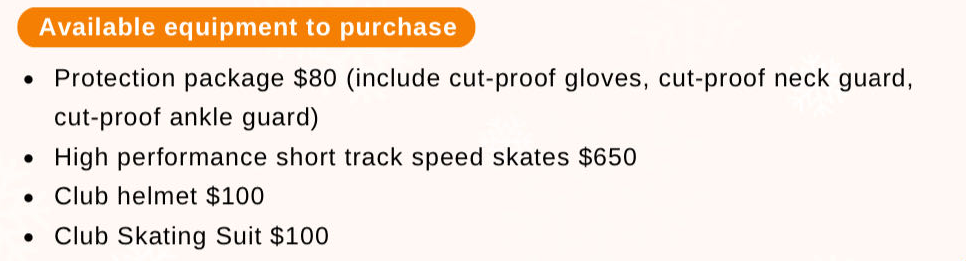 Available equipment to purchase
• Protection package $80 (include cut-proof gloves, cut-proof neck guard,
cut-proof ankle guard)
• High performance short track speed skates $650
• Club helmet $100
• Club Skating Suit $100